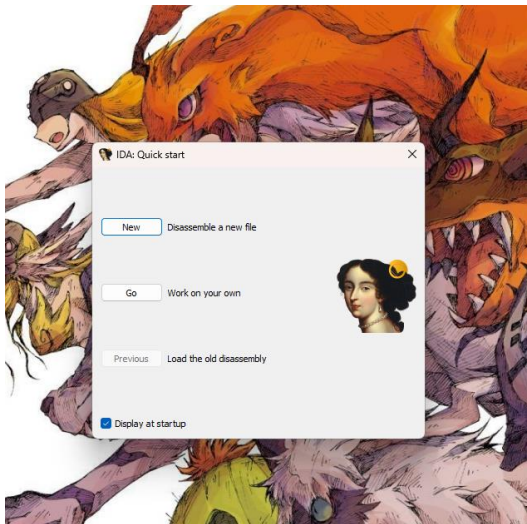 IDA: Quick start
New Disassemble a new file
Go Work on your own
Previous Load the old disassembly
Display at startup